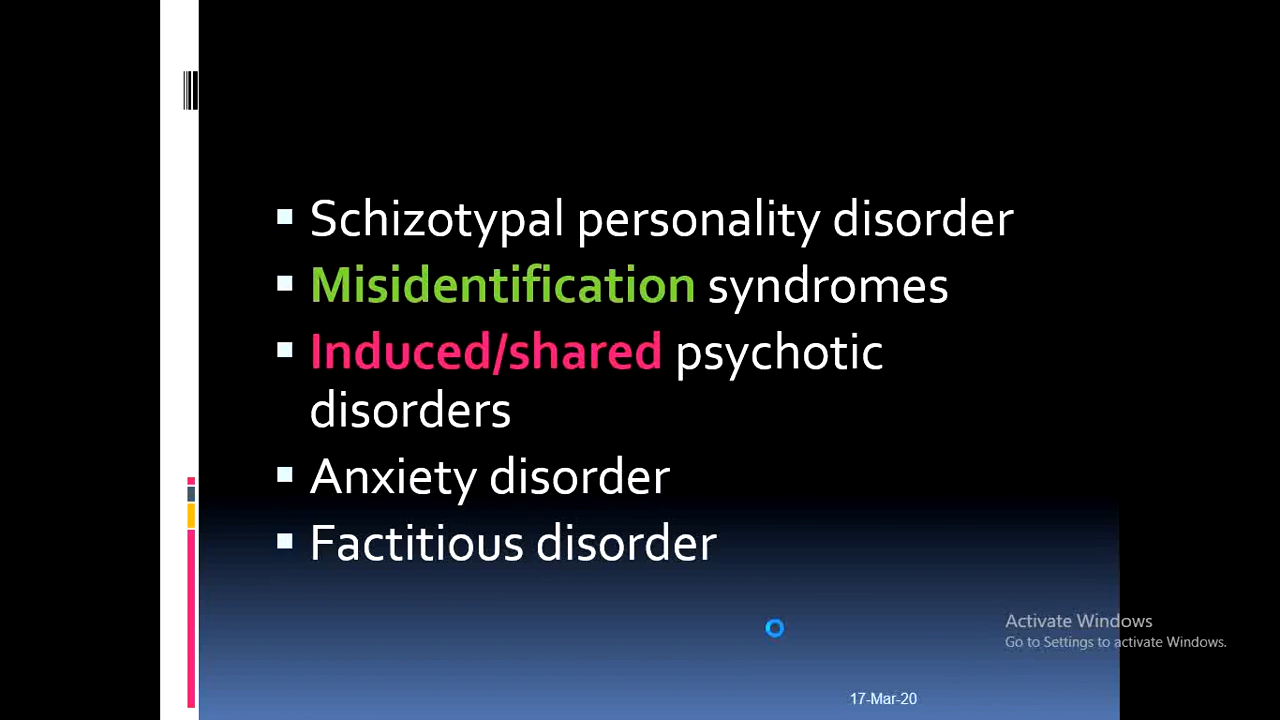 Schizotypal personality disorder
Misidentification syndromes
Induced/shared psychotic
disorders
Anxiety disorder
Factitious disorder
Activate Windows
Go to Settings to activate Windows.
17-Mar-20